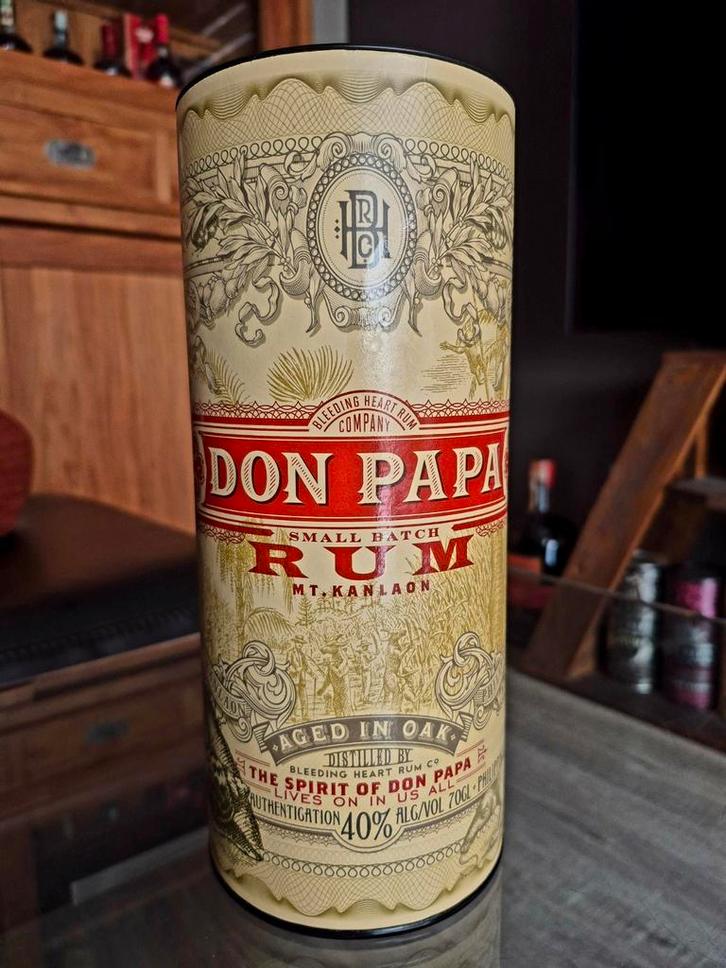 BHRC
BLEEDING HEART RUM
COMPANY
DON PAPA
SMALL BATCH
RUM
MT. KANLAON
AGED IN OAK
DISTILLED BY
BLEEDING HEART RUM Co
THE SPIRIT OF DON PAPA
LIVES ON IN US ALL
AUTHENTICATION 40% ALC/VOL 70CL